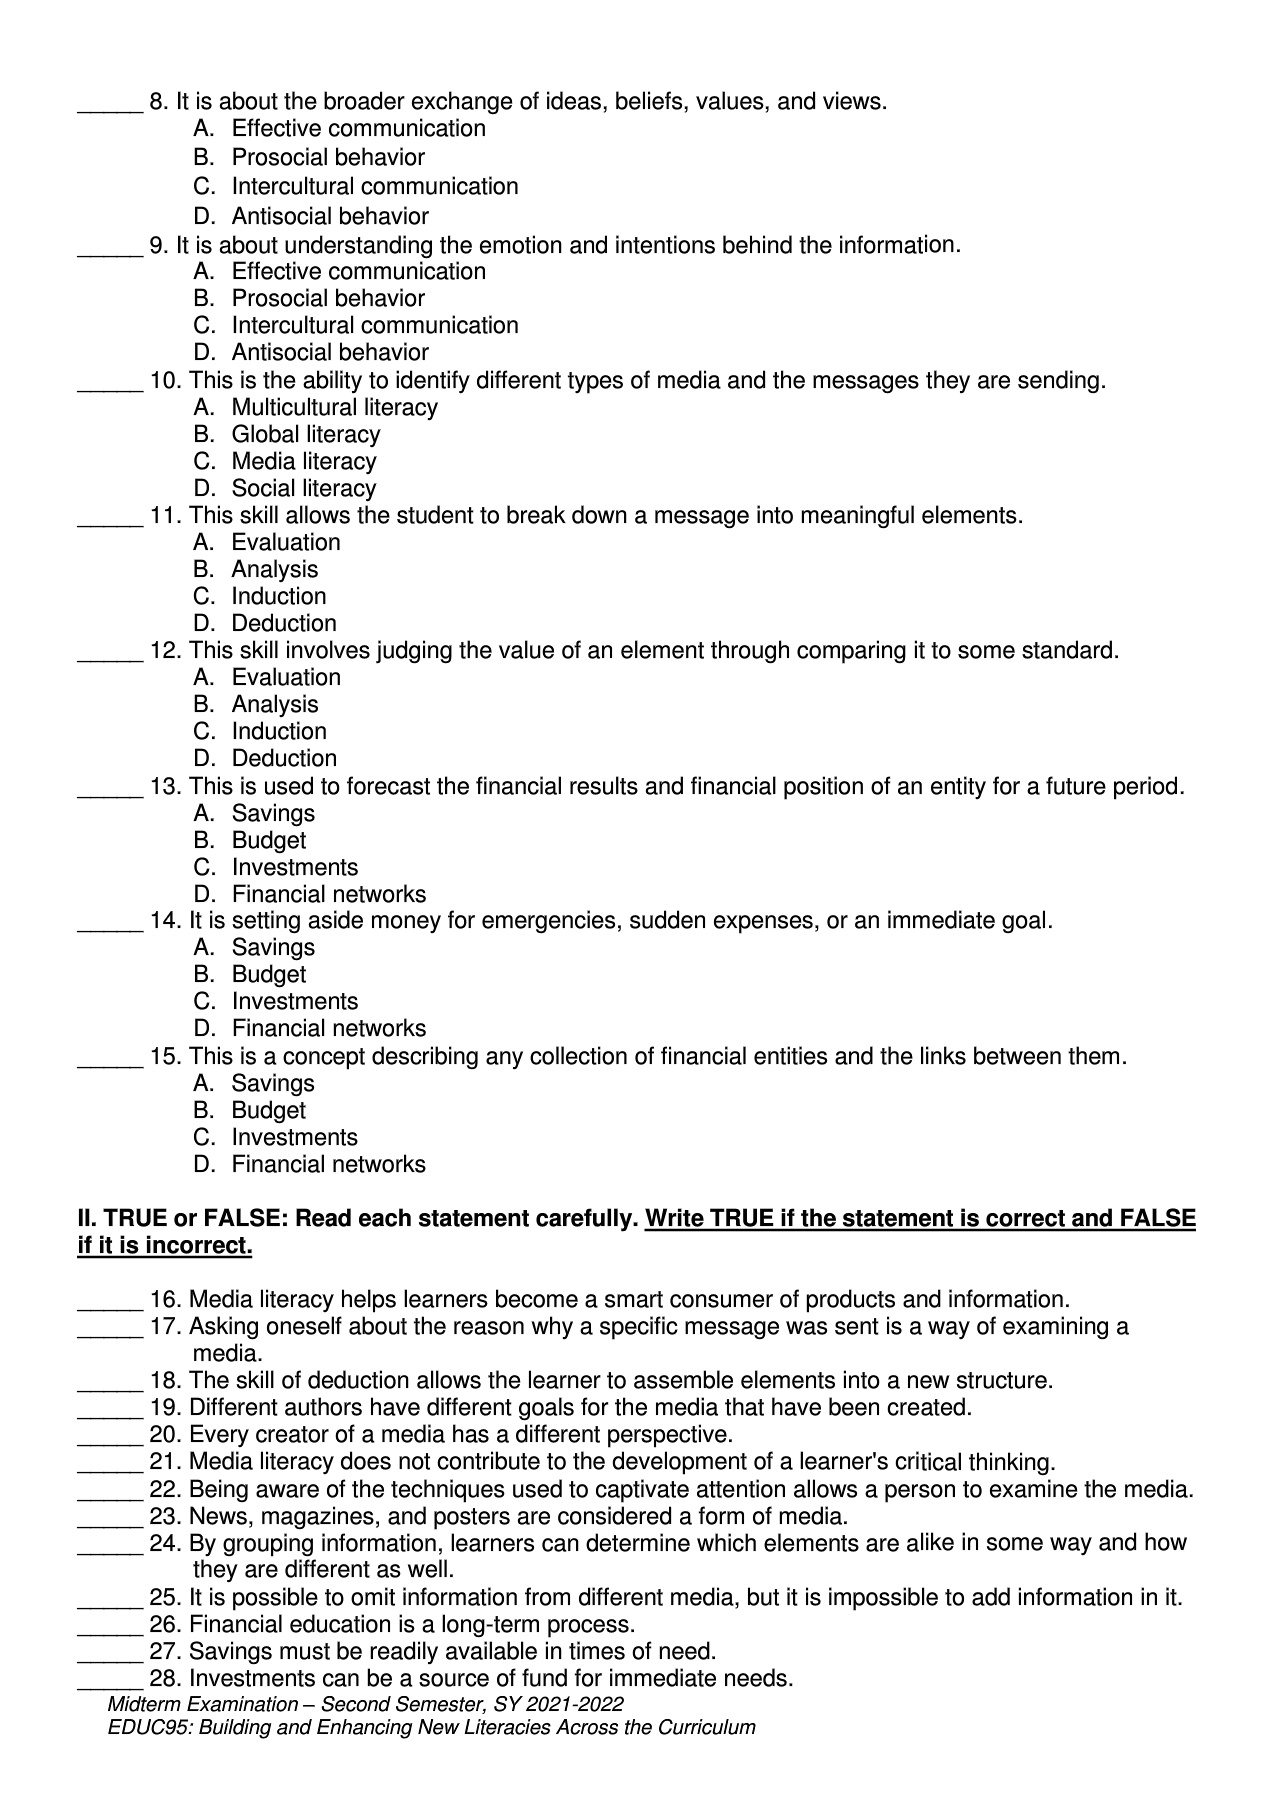 _____ 8. It is about the broader exchange of ideas, beliefs, values, and views.
A. Effective communication
B. Prosocial behavior
C. Intercultural communication
D. Antisocial behavior
_____ 9. It is about understanding the emotion and intentions behind the information.
A. Effective communication
B. Prosocial behavior
C. Intercultural communication
D. Antisocial behavior
_____ 10. This is the ability to identify different types of media and the messages they are sending.
A. Multicultural literacy
B. Global literacy
C. Media literacy
D. Social literacy
_____ 11. This skill allows the student to break down a message into meaningful elements.
A. Evaluation
B. Analysis
C. Induction
D. Deduction
_____ 12. This skill involves judging the value of an element through comparing it to some standard.
A. Evaluation
B. Analysis
C. Induction
D. Deduction
_____ 13. This is used to forecast the financial results and financial position of an entity for a future period.
A. Savings
B. Budget
C. Investments
D. Financial networks
_____ 14. It is setting aside money for emergencies, sudden expenses, or an immediate goal.
A. Savings
B. Budget
C. Investments
D. Financial networks
_____ 15. This is a concept describing any collection of financial entities and the links between them.
A. Savings
B. Budget
C. Investments
D. Financial networks
II. TRUE or FALSE: Read each statement carefully. Write TRUE if the statement is correct and FALSE
if it is incorrect.
_____ 16. Media literacy helps learners become a smart consumer of products and information.
_____ 17. Asking oneself about the reason why a specific message was sent is a way of examining a
media.
_____ 18. The skill of deduction allows the learner to assemble elements into a new structure.
_____ 19. Different authors have different goals for the media that have been created.
_____ 20. Every creator of a media has a different perspective.
_____ 21. Media literacy does not contribute to the development of a learner's critical thinking.
_____ 22. Being aware of the techniques used to captivate attention allows a person to examine the media.
_____ 23. News, magazines, and posters are considered a form of media.
_____ 24. By grouping information, learners can determine which elements are alike in some way and how
they are different as well.
_____ 25. It is possible to omit information from different media, but it is impossible to add information in it.
_____ 26. Financial education is a long-term process.
_____ 27. Savings must be readily available in times of need.
_____ 28. Investments can be a source of fund for immediate needs.
Midterm Examination – Second Semester, SY 2021-2022
EDUC95: Building and Enhancing New Literacies Across the Curriculum